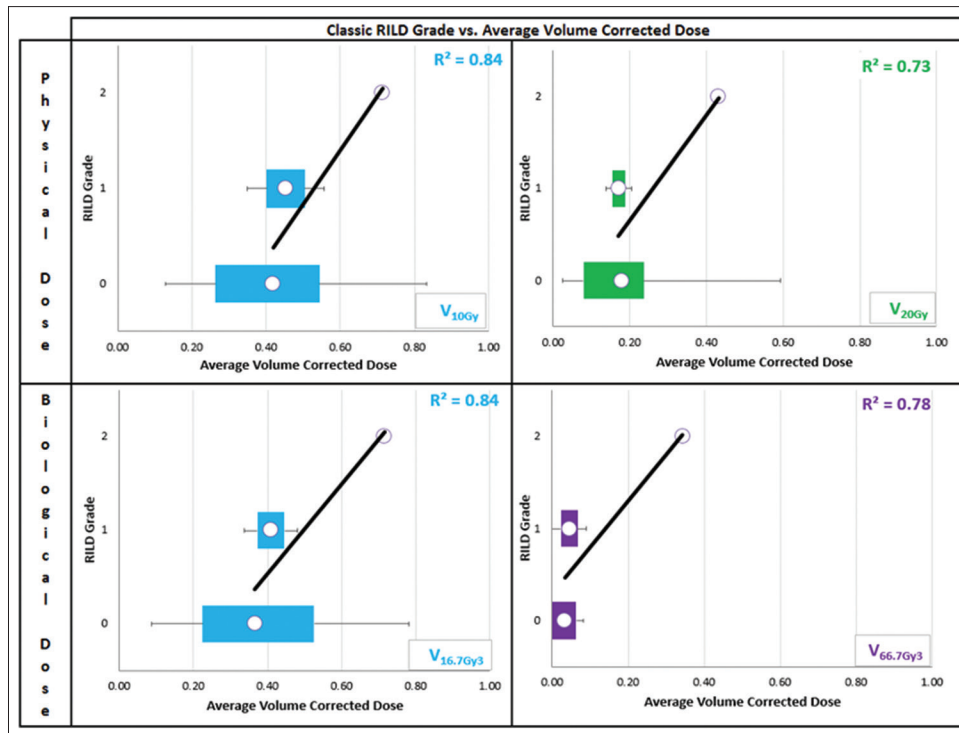 Classic RILD Grade vs. Average Volume Corrected Dose
Physical Dose
R² = 0.84
RILD Grade
2
1
0
V10Gy
0.00 0.20 0.40 0.60 0.80 1.00
Average Volume Corrected Dose
R² = 0.73
RILD Grade
2
1
0
V20Gy
0.00 0.20 0.40 0.60 0.80 1.00
Average Volume Corrected Dose
Biological Dose
R² = 0.84
RILD Grade
2
1
0
V16.7Gy3
0.00 0.20 0.40 0.60 0.80 1.00
Average Volume Corrected Dose
R² = 0.78
RILD Grade
2
1
0
V66.7Gy3
0.00 0.20 0.40 0.60 0.80 1.00
Average Volume Corrected Dose